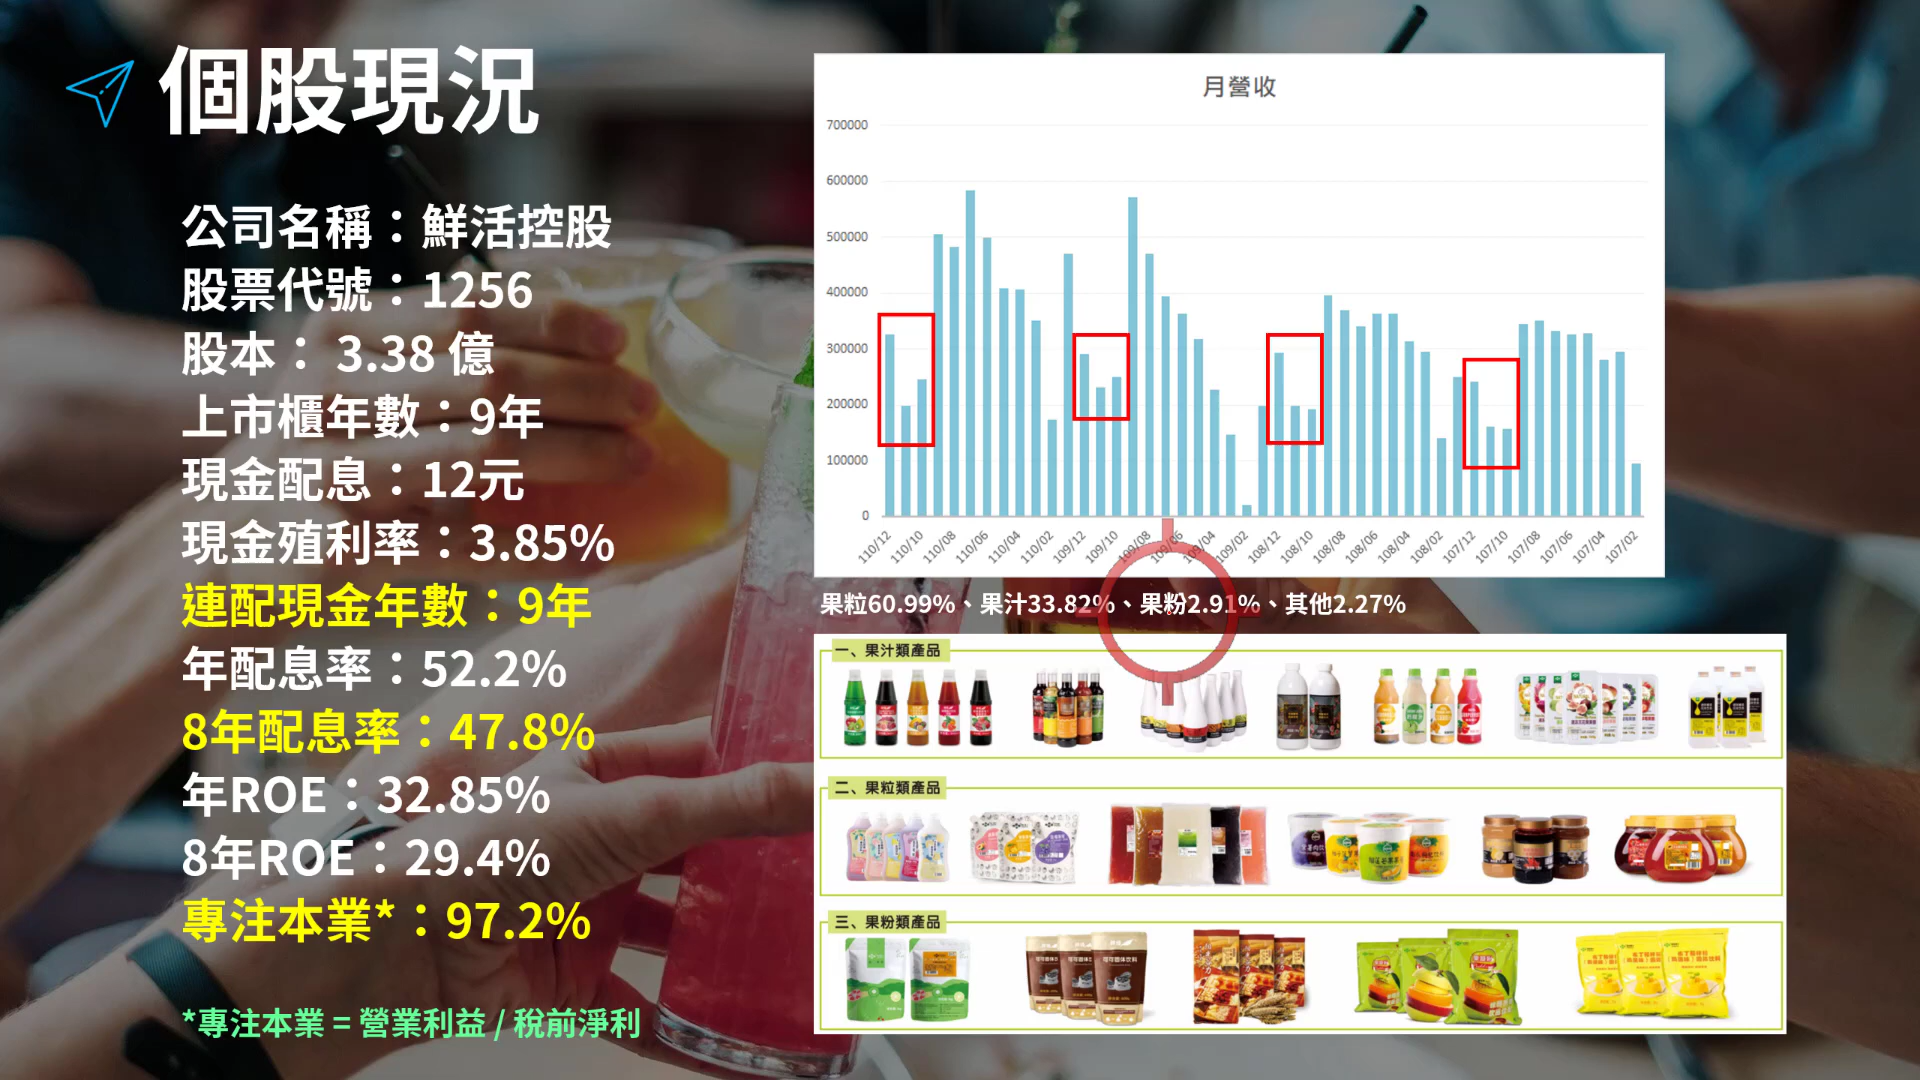 個股現況
公司名稱：鮮活控股
股票代號：1256
股本： 3.38 億
上市櫃年數：9年
現金配息：12元
現金殖利率：3.85%
連配現金年數：9年
年配息率：52.2%
8年配息率：47.8%
年ROE：32.85%
8年ROE：29.4%
專注本業*：97.2%
*專注本業 = 營業利益 / 稅前淨利
月營收
700000
600000
500000
400000
300000
200000
100000
0
110/12 110/10 110/08 110/06 110/04 110/02 109/12 109/10 109/08 109/06 109/04 109/02 108/12 108/10 108/08 108/06 108/04 108/02 107/12 107/10 107/08 107/06 107/04 107/02
果粒60.99%、果汁33.82%、果粉2.91%、其他2.27%
一、果汁類產品
二、果粒類產品
三、果粉類產品